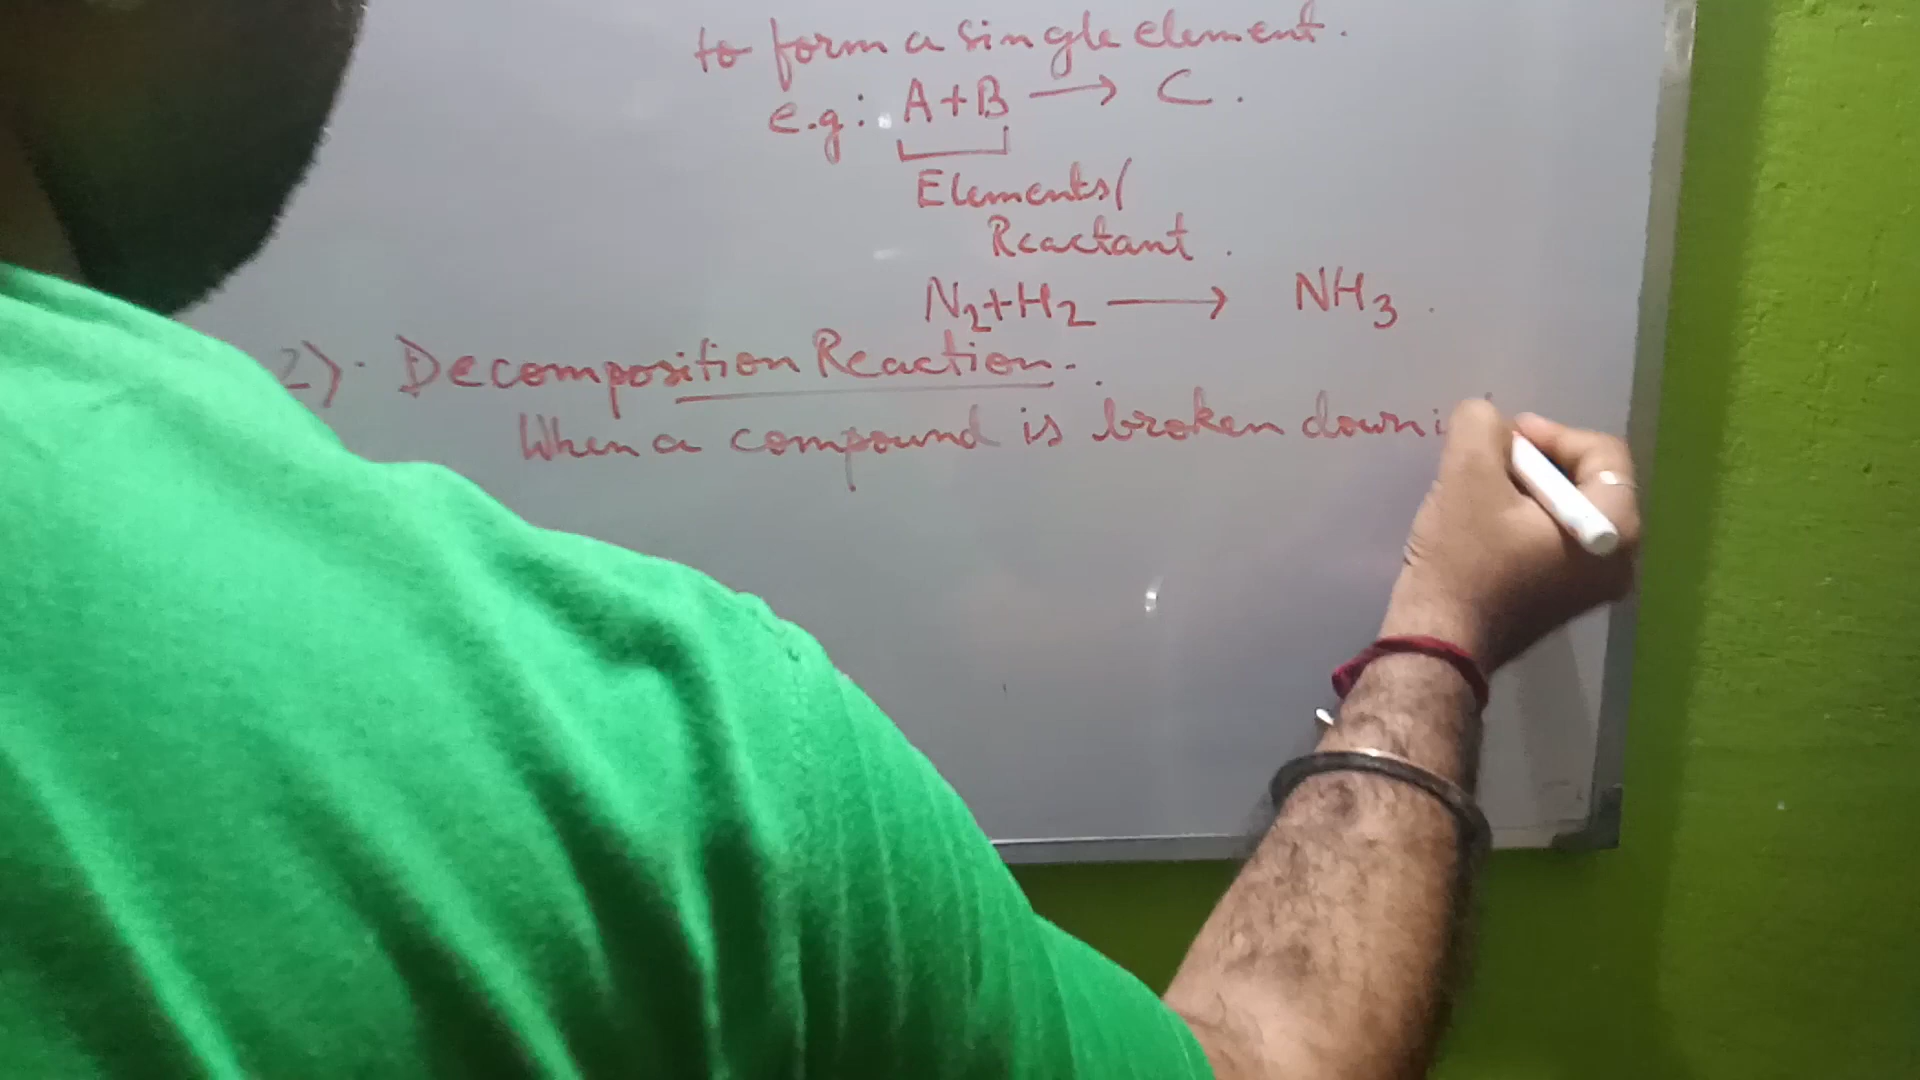 to form a single element.
e.g: A+B → C.
Elements/
Reactant.
N₂+H₂ → NH₃.
2). Decomposition Reaction.
When a compound is broken down